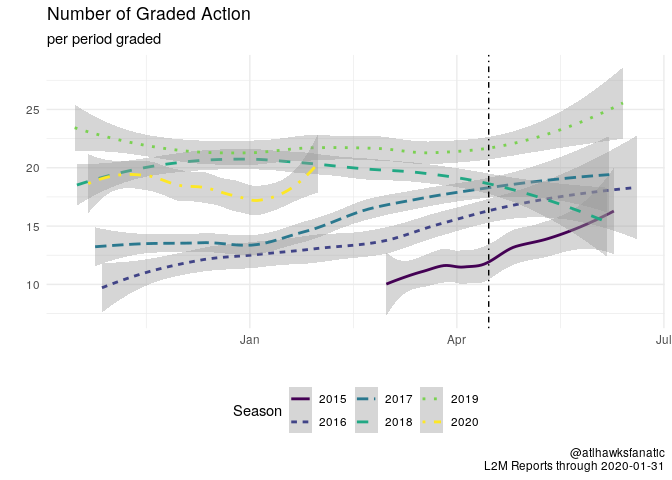 Number of Graded Action
per period graded
25
20
15
10
Jan
Apr
Jul
Season
2015
2017
2019
2016
2018
2020
@atlhawksfanatic
L2M Reports through 2020-01-31